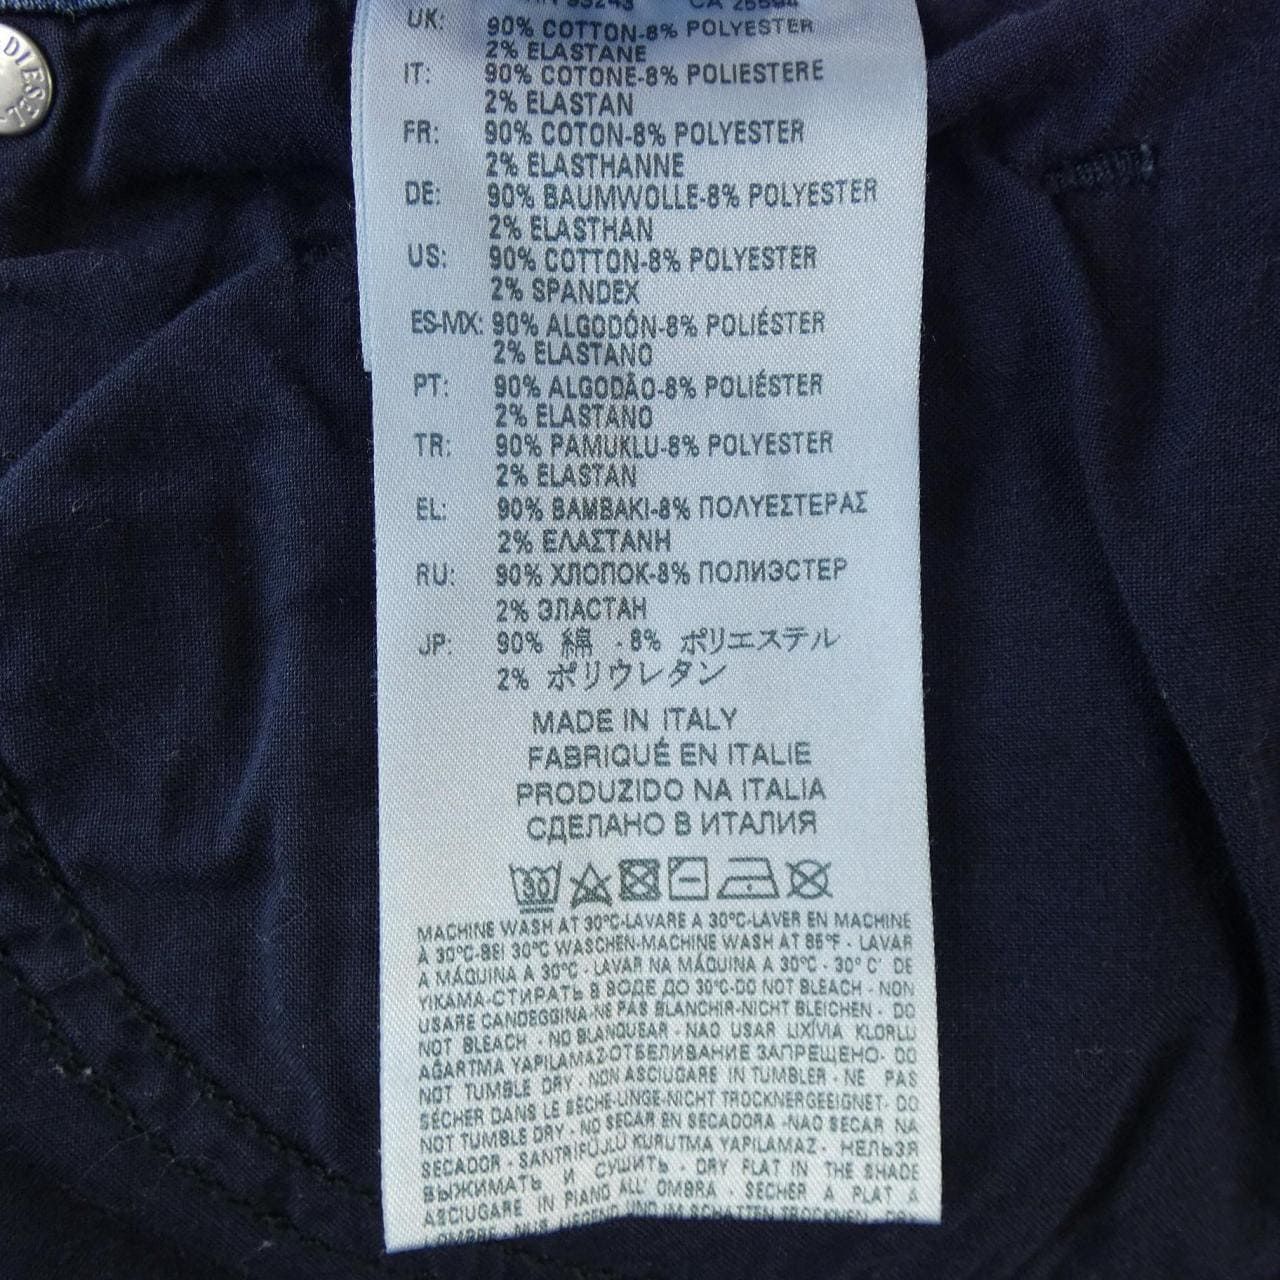 DIESEL
UK: 90% COTTON-8% POLYESTER
2% ELASTANE
IT: 90% COTONE-8% POLIESTERE
2% ELASTAN
FR: 90% COTON-8% POLYESTER
2% ELASTHANNE
DE: 90% BAUMWOLLE-8% POLYESTER
2% ELASTHAN
US: 90% COTTON-8% POLYESTER
2% SPANDEX
ES-MX: 90% ALGODÓN-8% POLIÉSTER
2% ELASTANO
PT: 90% ALGODÃO-8% POLIÉSTER
2% ELASTANO
TR: 90% PAMUKLU-8% POLYESTER
2% ELASTAN
EL: 90% ΒΑΜΒΑΚΙ-8% ΠΟΛΥΕΣΤΕΡΑΣ
2% ΕΛΑΣΤΑΝΗ
RU: 90% ХЛОПОК-8% ПОЛИЭСТЕР
2% ЭЛАСТАН
JP: 90% 綿 -8% ポリエステル
2% ポリウレタン
MADE IN ITALY
FABRIQUÉ EN ITALIE
PRODUZIDO NA ITALIA
СДЕЛАНО В ИТАЛИЯ
30
MACHINE WASH AT 30°C-LAVARE A 30°C-LAVER EN MACHINE
À 30°C-BEI 30°C WASCHEN-MACHINE WASH AT 86°F - LAVAR
A MÁQUINA A 30°C - LAVAR NA MÁQUINA A 30°C - 30° C' DE
YIKAMA-СТИРАТЬ В ВОДЕ ДО 30°C-DO NOT BLEACH - NON
USARE CANDEGGINA-NE PAS BLANCHIR-NICHT BLEICHEN - DO
NOT BLEACH - NO BLANQUEAR - NAO USAR LIXÍVIA KLORLU
AĞARTMA YAPILAMAZ-ОТБЕЛИВАНИЕ ЗАПРЕЩЕНО- DO
NOT TUMBLE DRY - NON ASCIUGARE IN TUMBLER - NE PAS
SÉCHER DANS LE SÈCHE-LINGE-NICHT TROCKNERGEEIGNET- DO
NOT TUMBLE DRY - NO SECAR EN SECADORA -NAO SECAR NA
SECADOR - SANTRIFÜJLÜ KURUTMA YAPILAMAZ - НЕЛЬЗЯ
ВЫЖИМАТЬ И СУШИТЬ - DRY FLAT IN THE SHADE
ASCIUGARE IN PIANO ALL' OMBRA - SECHER A PLAT A
L'OMBRE LIEGEND UND IM SCHATTEN TROCKNEN